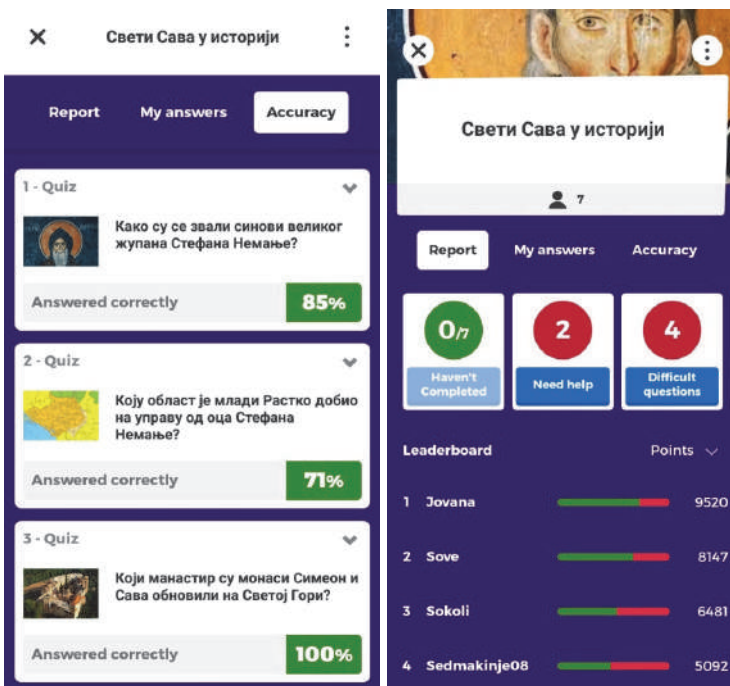 Свети Сава у историји
Report My answers Accuracy
1 - Quiz
Како су се звали синови великог
жупана Стефана Немање?
Answered correctly 85%
2 - Quiz
Коју област је млади Растко добио
на управу од оца Стефана
Немање?
Answered correctly 71%
3 - Quiz
Који манастир су монаси Симеон и
Сава обновили на Светој Гори?
Answered correctly 100%
Свети Сава у историји
7
Report My answers Accuracy
0/7 2 4
Haven't
Completed
Need help
Difficult
questions
Leaderboard Points
1 Jovana 9520
2 Sove 8147
3 Sokoli 6481
4 Sedmakinje08 5092